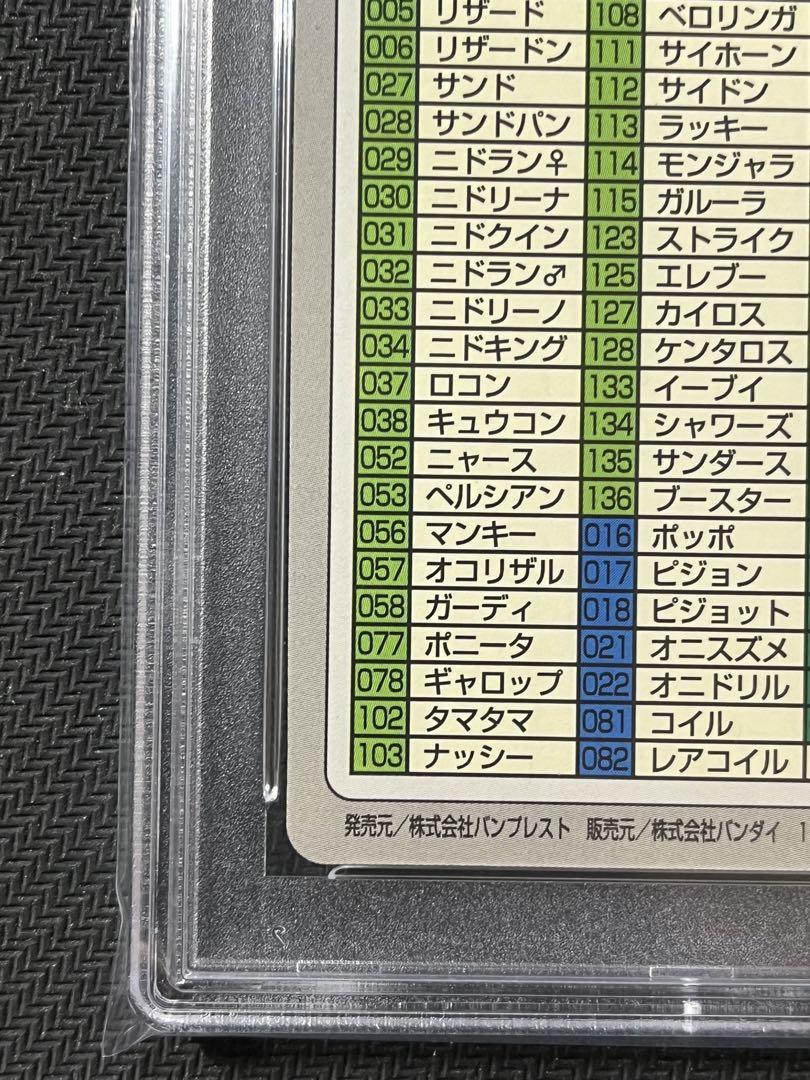 005 リザード 108 ベロリンガ
006 リザードン 111 サイホーン
027 サンド 112 サイドン
028 サンドパン 113 ラッキー
029 ニドラン♀ 114 モンジャラ
030 ニドリーナ 115 ガルーラ
031 ニドクイン 123 ストライク
032 ニドラン♂ 125 エレブー
033 ニドリーノ 127 カイロス
034 ニドキング 128 ケンタロス
037 ロコン 133 イーブイ
038 キュウコン 134 シャワーズ
052 ニャース 135 サンダース
053 ペルシアン 136 ブースター
056 マンキー 016 ポッポ
057 オコリザル 017 ピジョン
058 ガーディ 018 ピジョット
077 ポニータ 021 オニスズメ
078 ギャロップ 022 オニドリル
102 タマタマ 081 コイル
103 ナッシー 082 レアコイル
発売元／株式会社バンプレスト 販売元／株式会社バンダイ 1